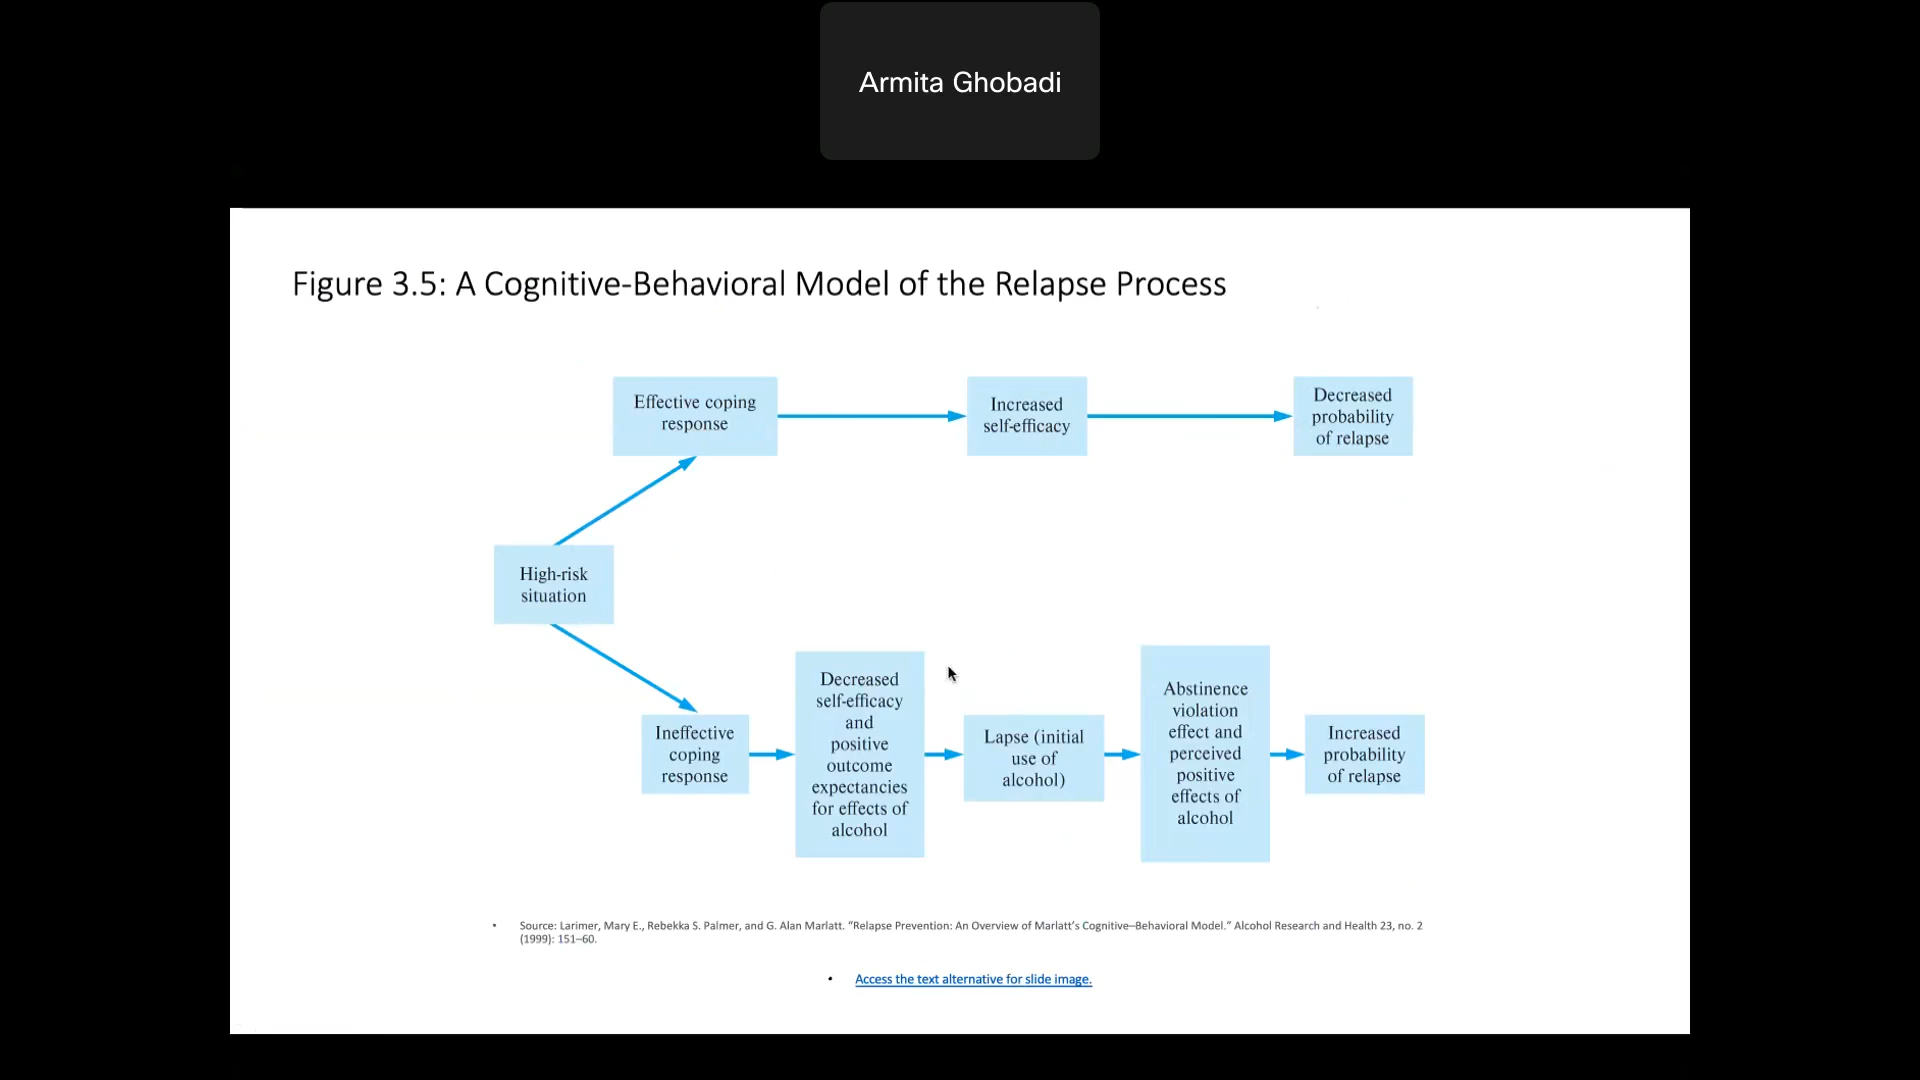 Armita Ghobadi
Figure 3.5: A Cognitive-Behavioral Model of the Relapse Process
Effective coping
response
Increased
self-efficacy
Decreased
probability
of relapse
High-risk
situation
Ineffective
coping
response
Decreased
self-efficacy
and
positive
outcome
expectancies
for effects of
alcohol
Lapse (initial
use of
alcohol)
Abstinence
violation
effect and
perceived
positive
effects of
alcohol
Increased
probability
of relapse
• Source: Larimer, Mary E., Rebekka S. Palmer, and G. Alan Marlatt. “Relapse Prevention: An Overview of Marlatt’s Cognitive–Behavioral Model.” Alcohol Research and Health 23, no. 2
(1999): 151–60.
• Access the text alternative for slide image.